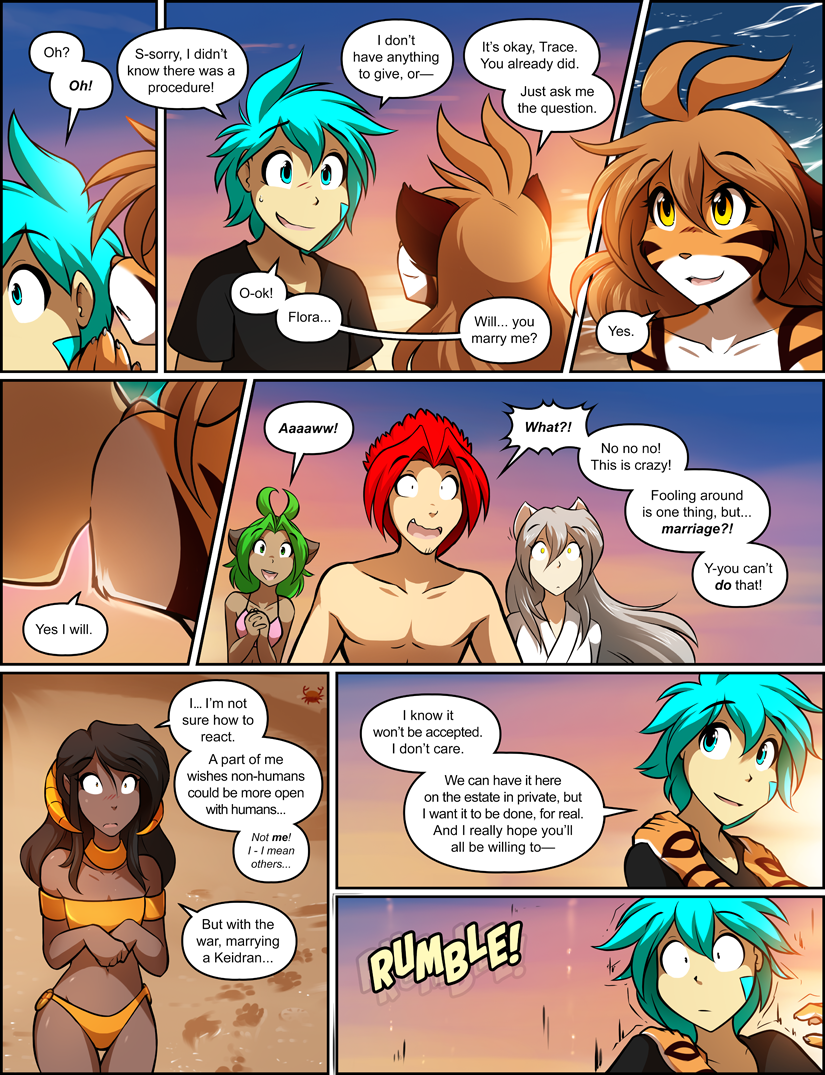 Oh?
Oh!
S-sorry, I didn't
know there was a
procedure!
I don't
have anything
to give, or—
It's okay, Trace.
You already did.
Just ask me
the question.
O-ok!
Flora...
Will... you
marry me?
Yes.
Yes I will.
Aaaaww!
What?!
No no no!
This is crazy!
Fooling around
is one thing, but...
marriage?!
Y-you can't
do that!
I... I'm not
sure how to
react.
A part of me
wishes non-humans
could be more open
with humans...
Not me!
I - I mean
others...
But with the
war, marrying
a Keidran...
I know it
won't be accepted.
I don't care.
We can have it here
on the estate in private, but
I want it to be done, for real.
And I really hope you'll
all be willing to—
RUMBLE!